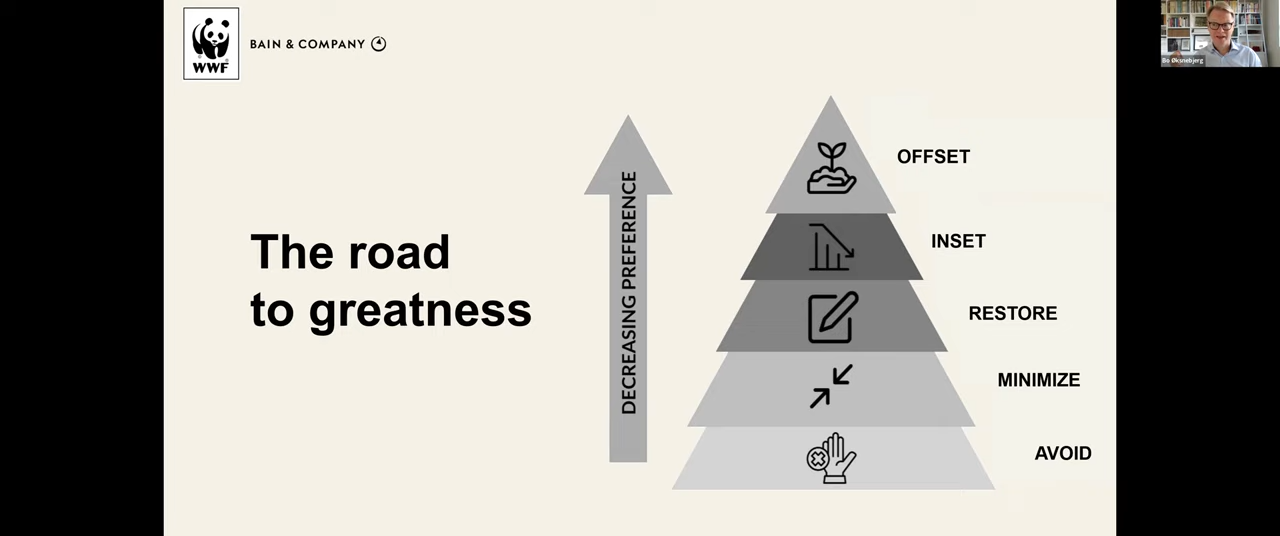 WWF
BAIN & COMPANY
Bo Øksnebjerg
The road
to greatness
DECREASING PREFERENCE
OFFSET
INSET
RESTORE
MINIMIZE
AVOID